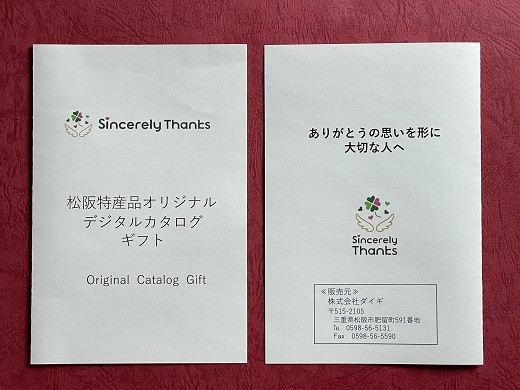 Sincerely Thanks
松阪特産品オリジナル
デジタルカタログ
ギフト
Original Catalog Gift
ありがとうの思いを形に
大切な人へ
Sincerely
Thanks
≪販売元≫
株式会社ダイギ
〒515-2105
三重県松阪市肥留町591番地
℡ 0598-56-5131
Fax 0598-56-5590